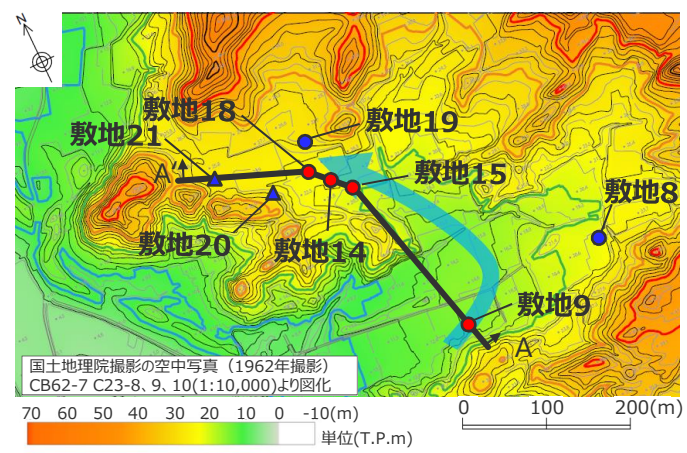 N
敷地18
敷地19
敷地21
A'
敷地15
敷地8
敷地20
敷地14
敷地9
A
国土地理院撮影の空中写真（1962年撮影）
CB62-7 C23-8、9、10(1:10,000)より図化
70 60 50 40 30 20 10 0 -10(m)
単位(T.P.m)
0 100 200(m)